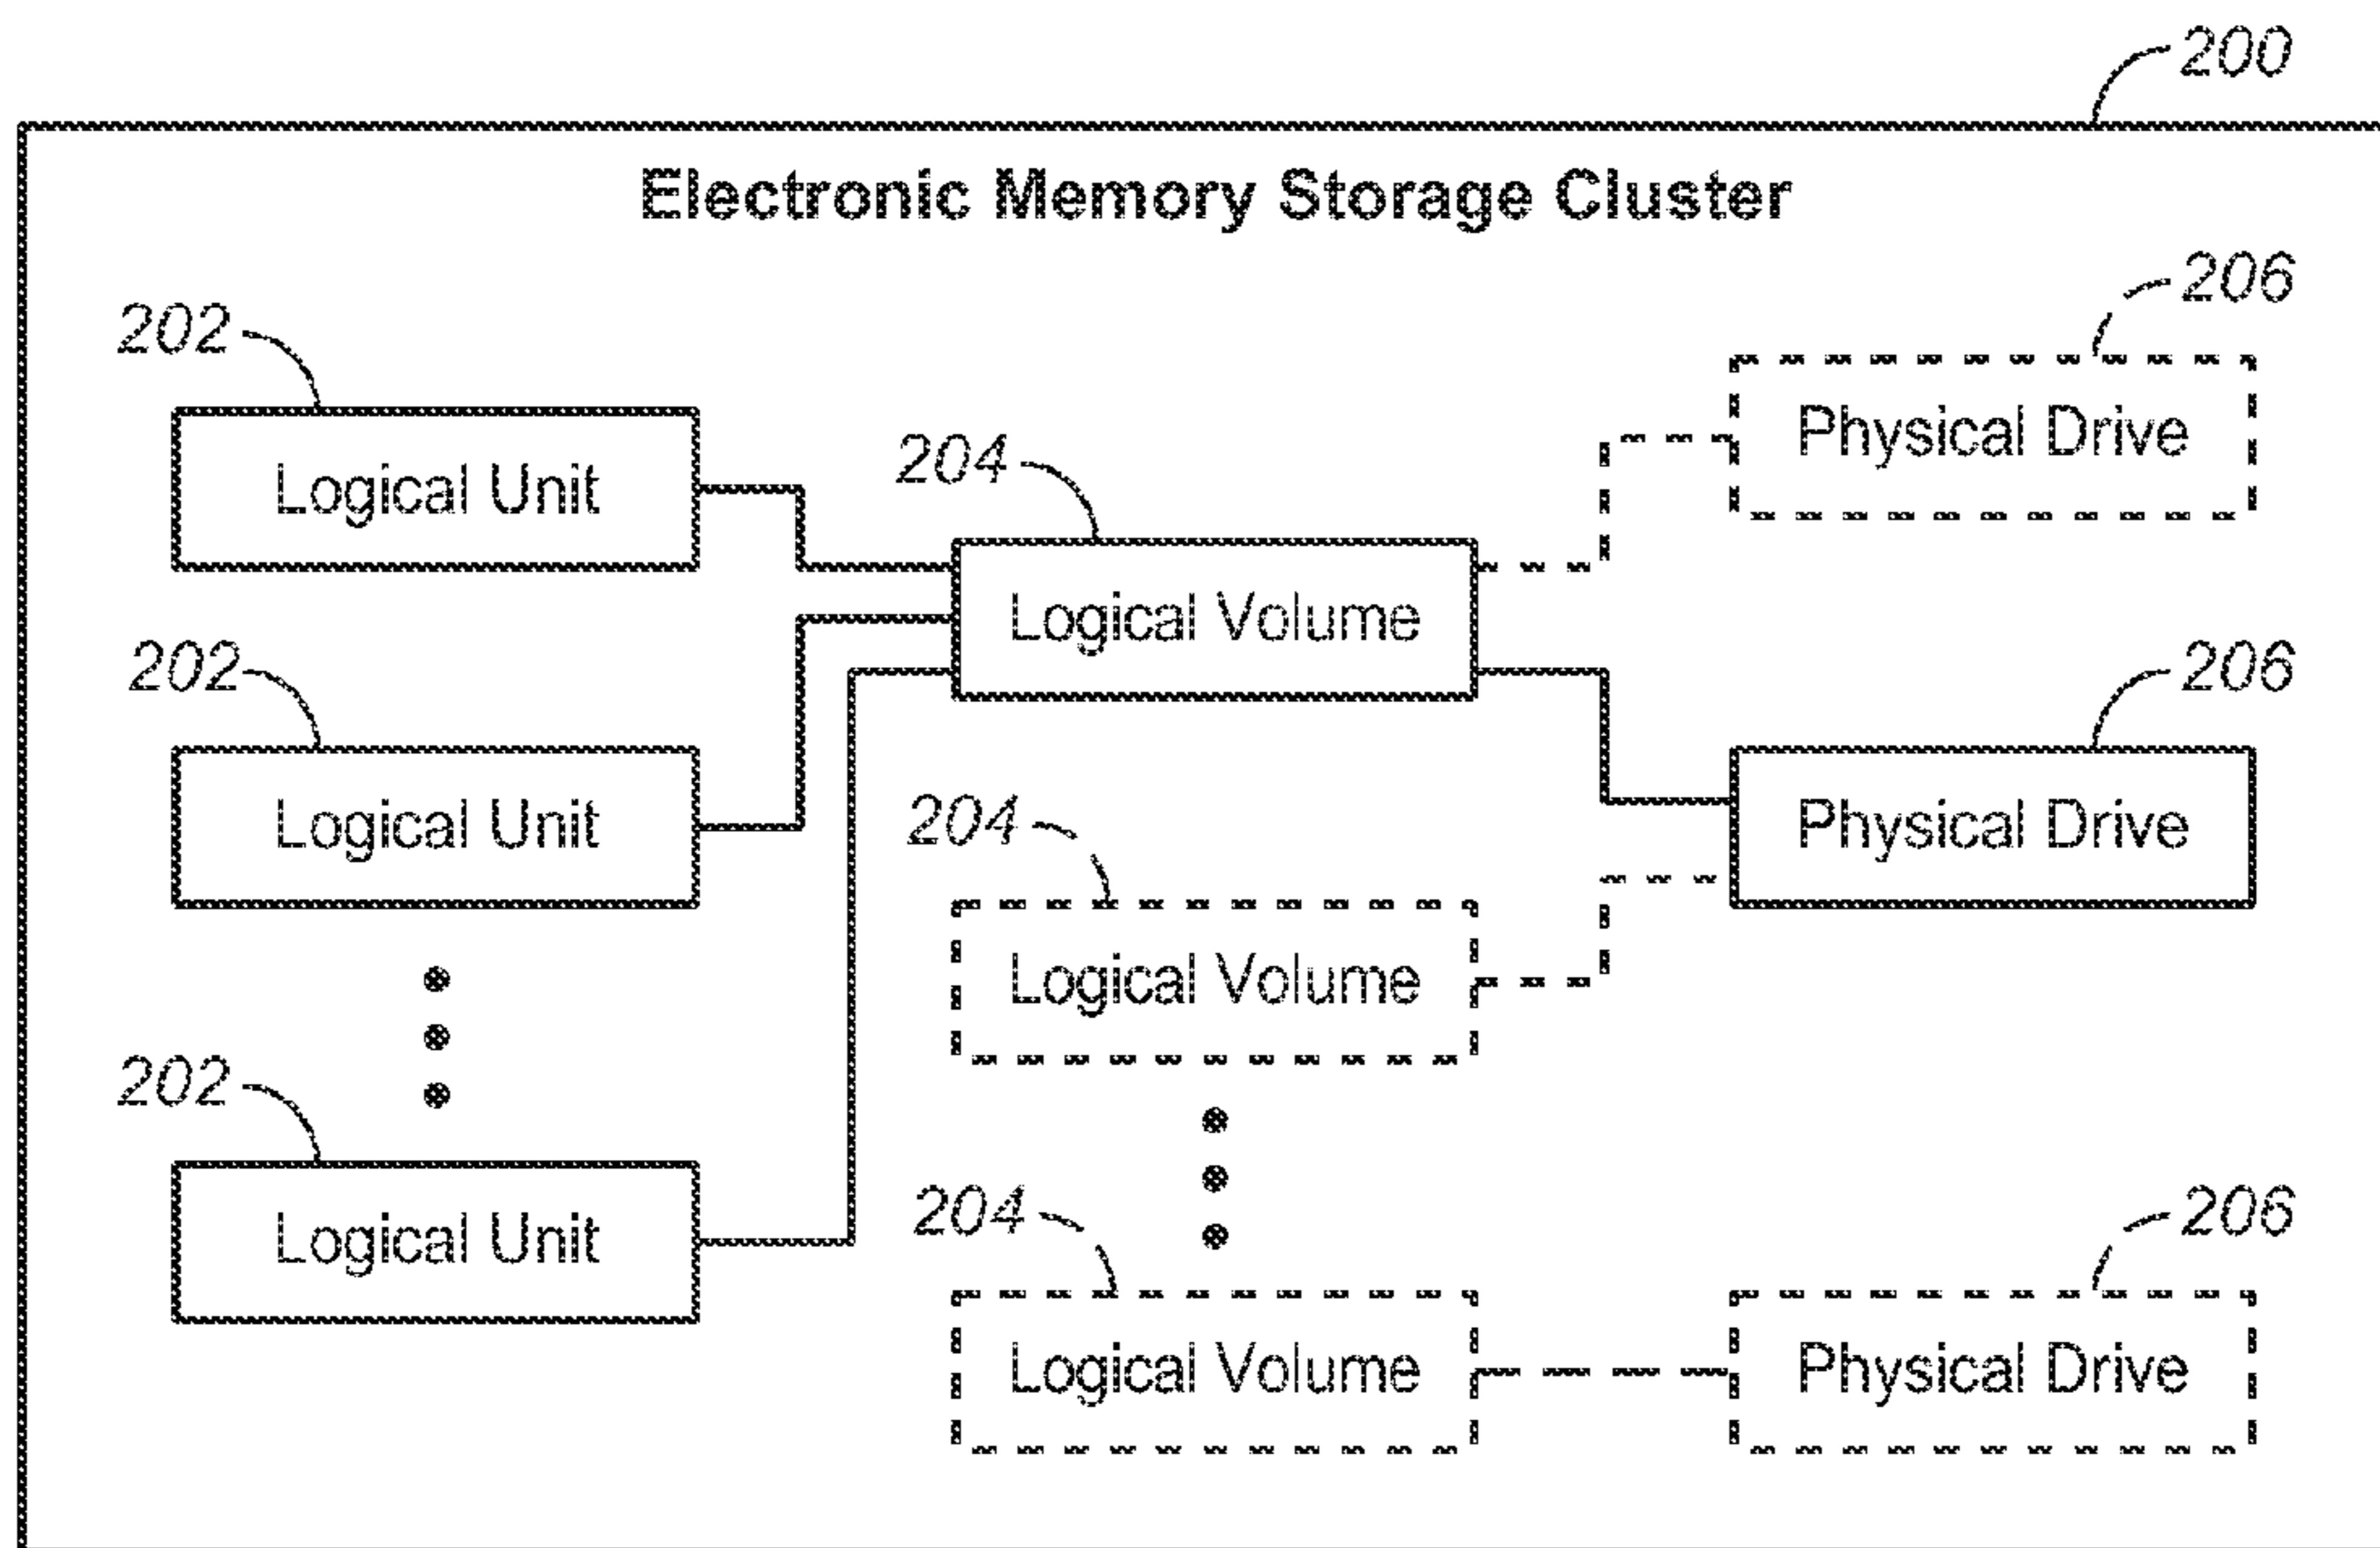 200
Electronic Memory Storage Cluster
206
202
Physical Drive
204
Logical Unit
Logical Volume
202
206
Logical Unit
204
Physical Drive
Logical Volume
202
204
206
Logical Unit
Logical Volume
Physical Drive